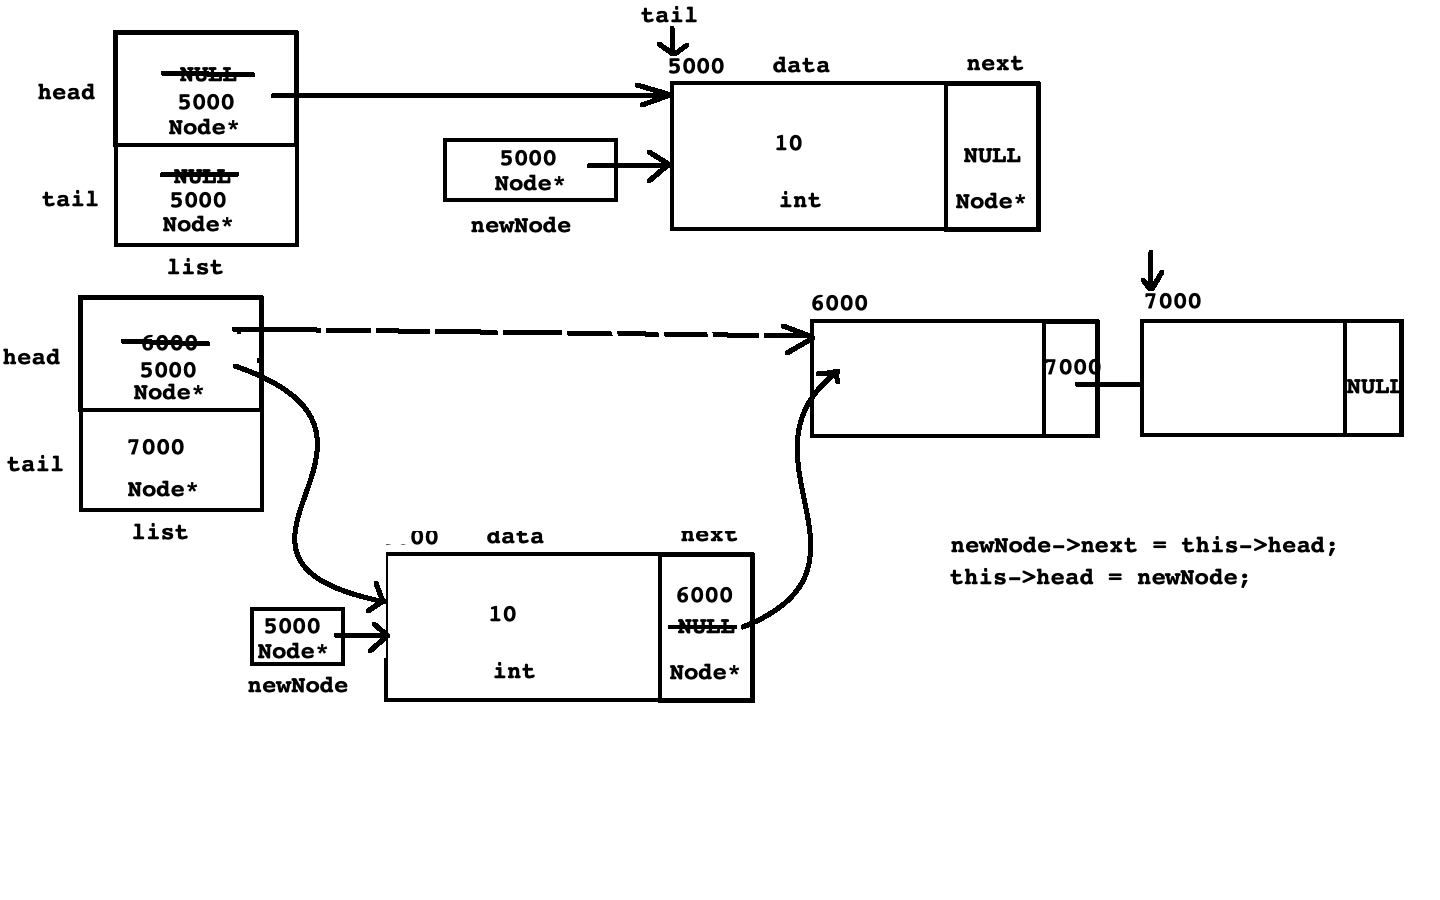 tail
5000 data next
head
NULL
5000
Node*
10
NULL
int
Node*
5000
Node*
newNode
tail
NULL
5000
Node*
list
6000
7000
head
6000
5000
Node*
7000
NULL
tail
7000
Node*
list
00 data next
10
6000
NULL
int
Node*
5000
Node*
newNode
newNode->next = this->head;
this->head = newNode;